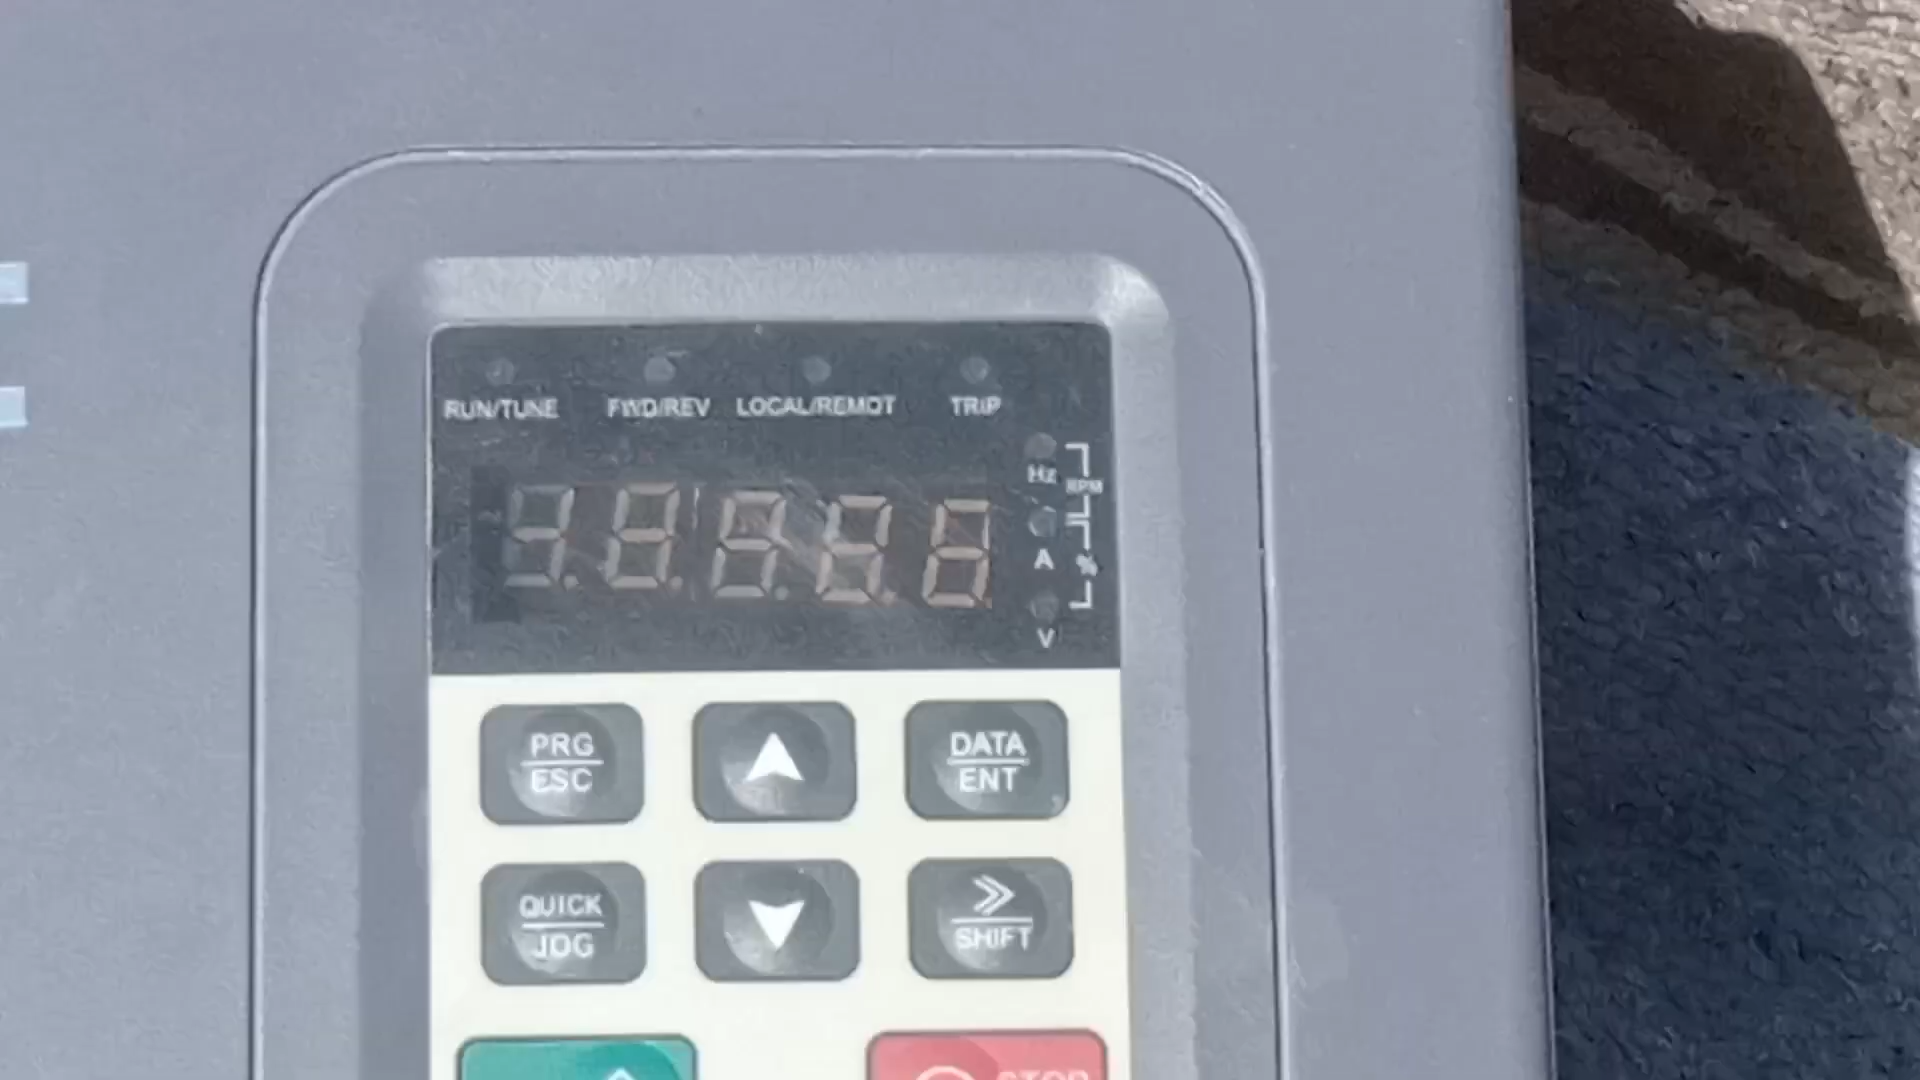 RUN/TUNE FWD/REV LOCAL/REMOT TRIP
Hz
RPM
A %
V
PRG
ESC
DATA
ENT
QUICK
JOG
SHIFT
STOP